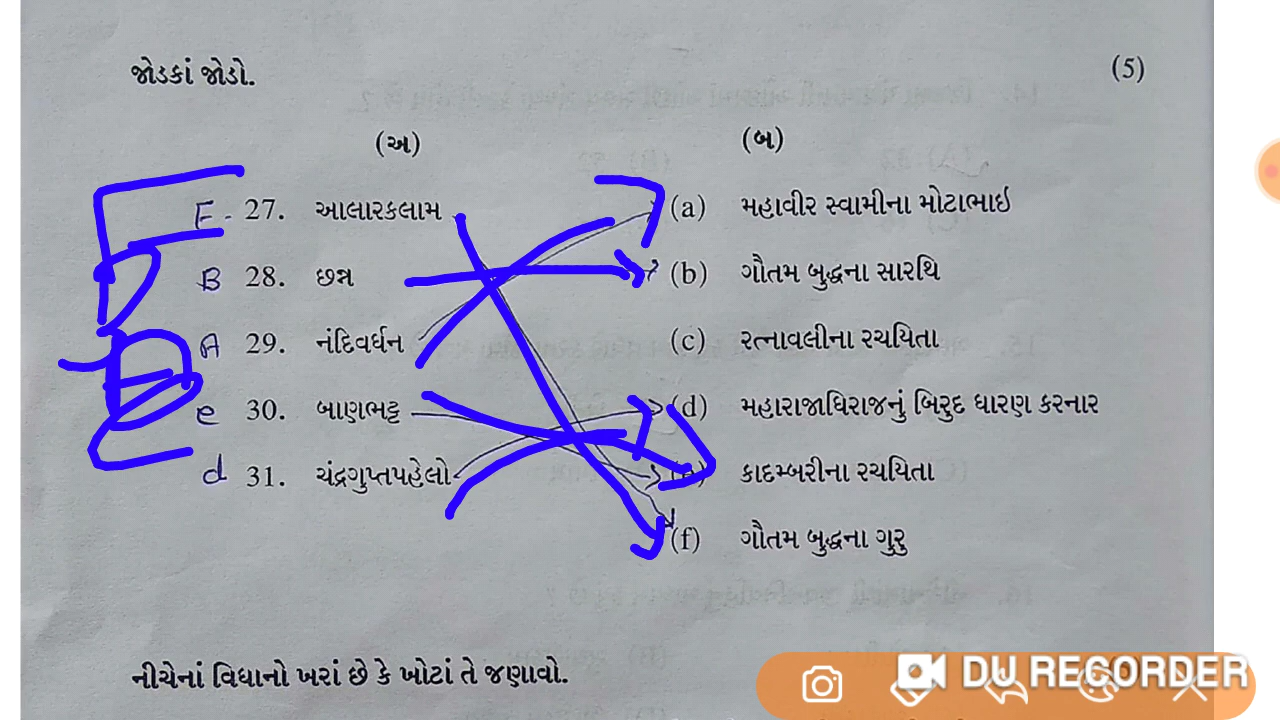 જોડકાં જોડો. (5)
(અ) (બ)
F - 27. આલારકલામ (a) મહાવીર સ્વામીના મોટાભાઇ
B 28. છન્ન (b) ગૌતમ બુદ્ધના સારથિ
A 29. નંદિવર્ધન (c) રત્નાવલીના રચયિતા
e 30. બાણભટ્ટ (d) મહારાજાધિરાજનું બિરુદ ધારણ કરનાર
d 31. ચંદ્રગુપ્તપહેલો (e) કાદમ્બરીના રચયિતા
(f) ગૌતમ બુદ્ધના ગુરુ
નીચેનાં વિધાનો ખરાં છે કે ખોટાં તે જણાવો.
DU RECORDER